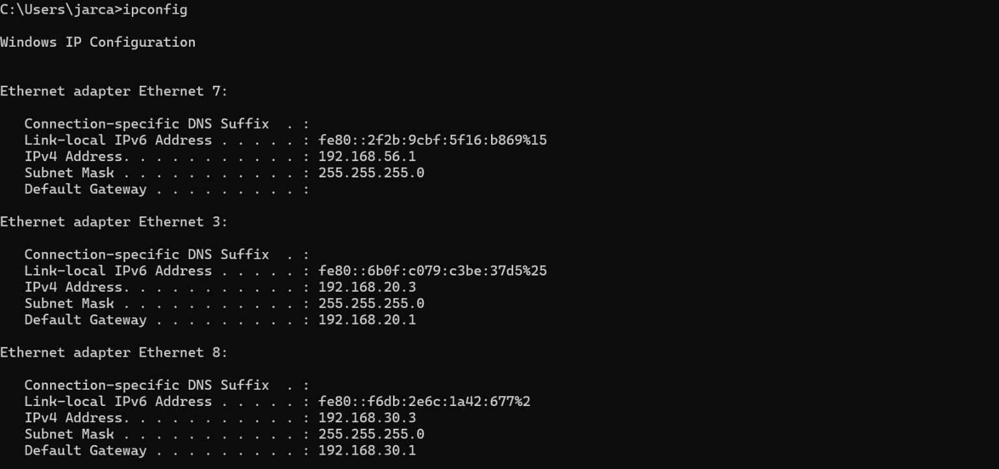 C:\Users\jarca>ipconfig
Windows IP Configuration
Ethernet adapter Ethernet 7:
Connection-specific DNS Suffix  . :
Link-local IPv6 Address . . . . . : fe80::2f2b:9cbf:5f16:b869%15
IPv4 Address. . . . . . . . . . . : 192.168.56.1
Subnet Mask . . . . . . . . . . . : 255.255.255.0
Default Gateway . . . . . . . . . :
Ethernet adapter Ethernet 3:
Connection-specific DNS Suffix  . :
Link-local IPv6 Address . . . . . : fe80::6b0f:c079:c3be:37d5%25
IPv4 Address. . . . . . . . . . . : 192.168.20.3
Subnet Mask . . . . . . . . . . . : 255.255.255.0
Default Gateway . . . . . . . . . : 192.168.20.1
Ethernet adapter Ethernet 8:
Connection-specific DNS Suffix  . :
Link-local IPv6 Address . . . . . : fe80::f6db:2e6c:1a42:677%2
IPv4 Address. . . . . . . . . . . : 192.168.30.3
Subnet Mask . . . . . . . . . . . : 255.255.255.0
Default Gateway . . . . . . . . . : 192.168.30.1